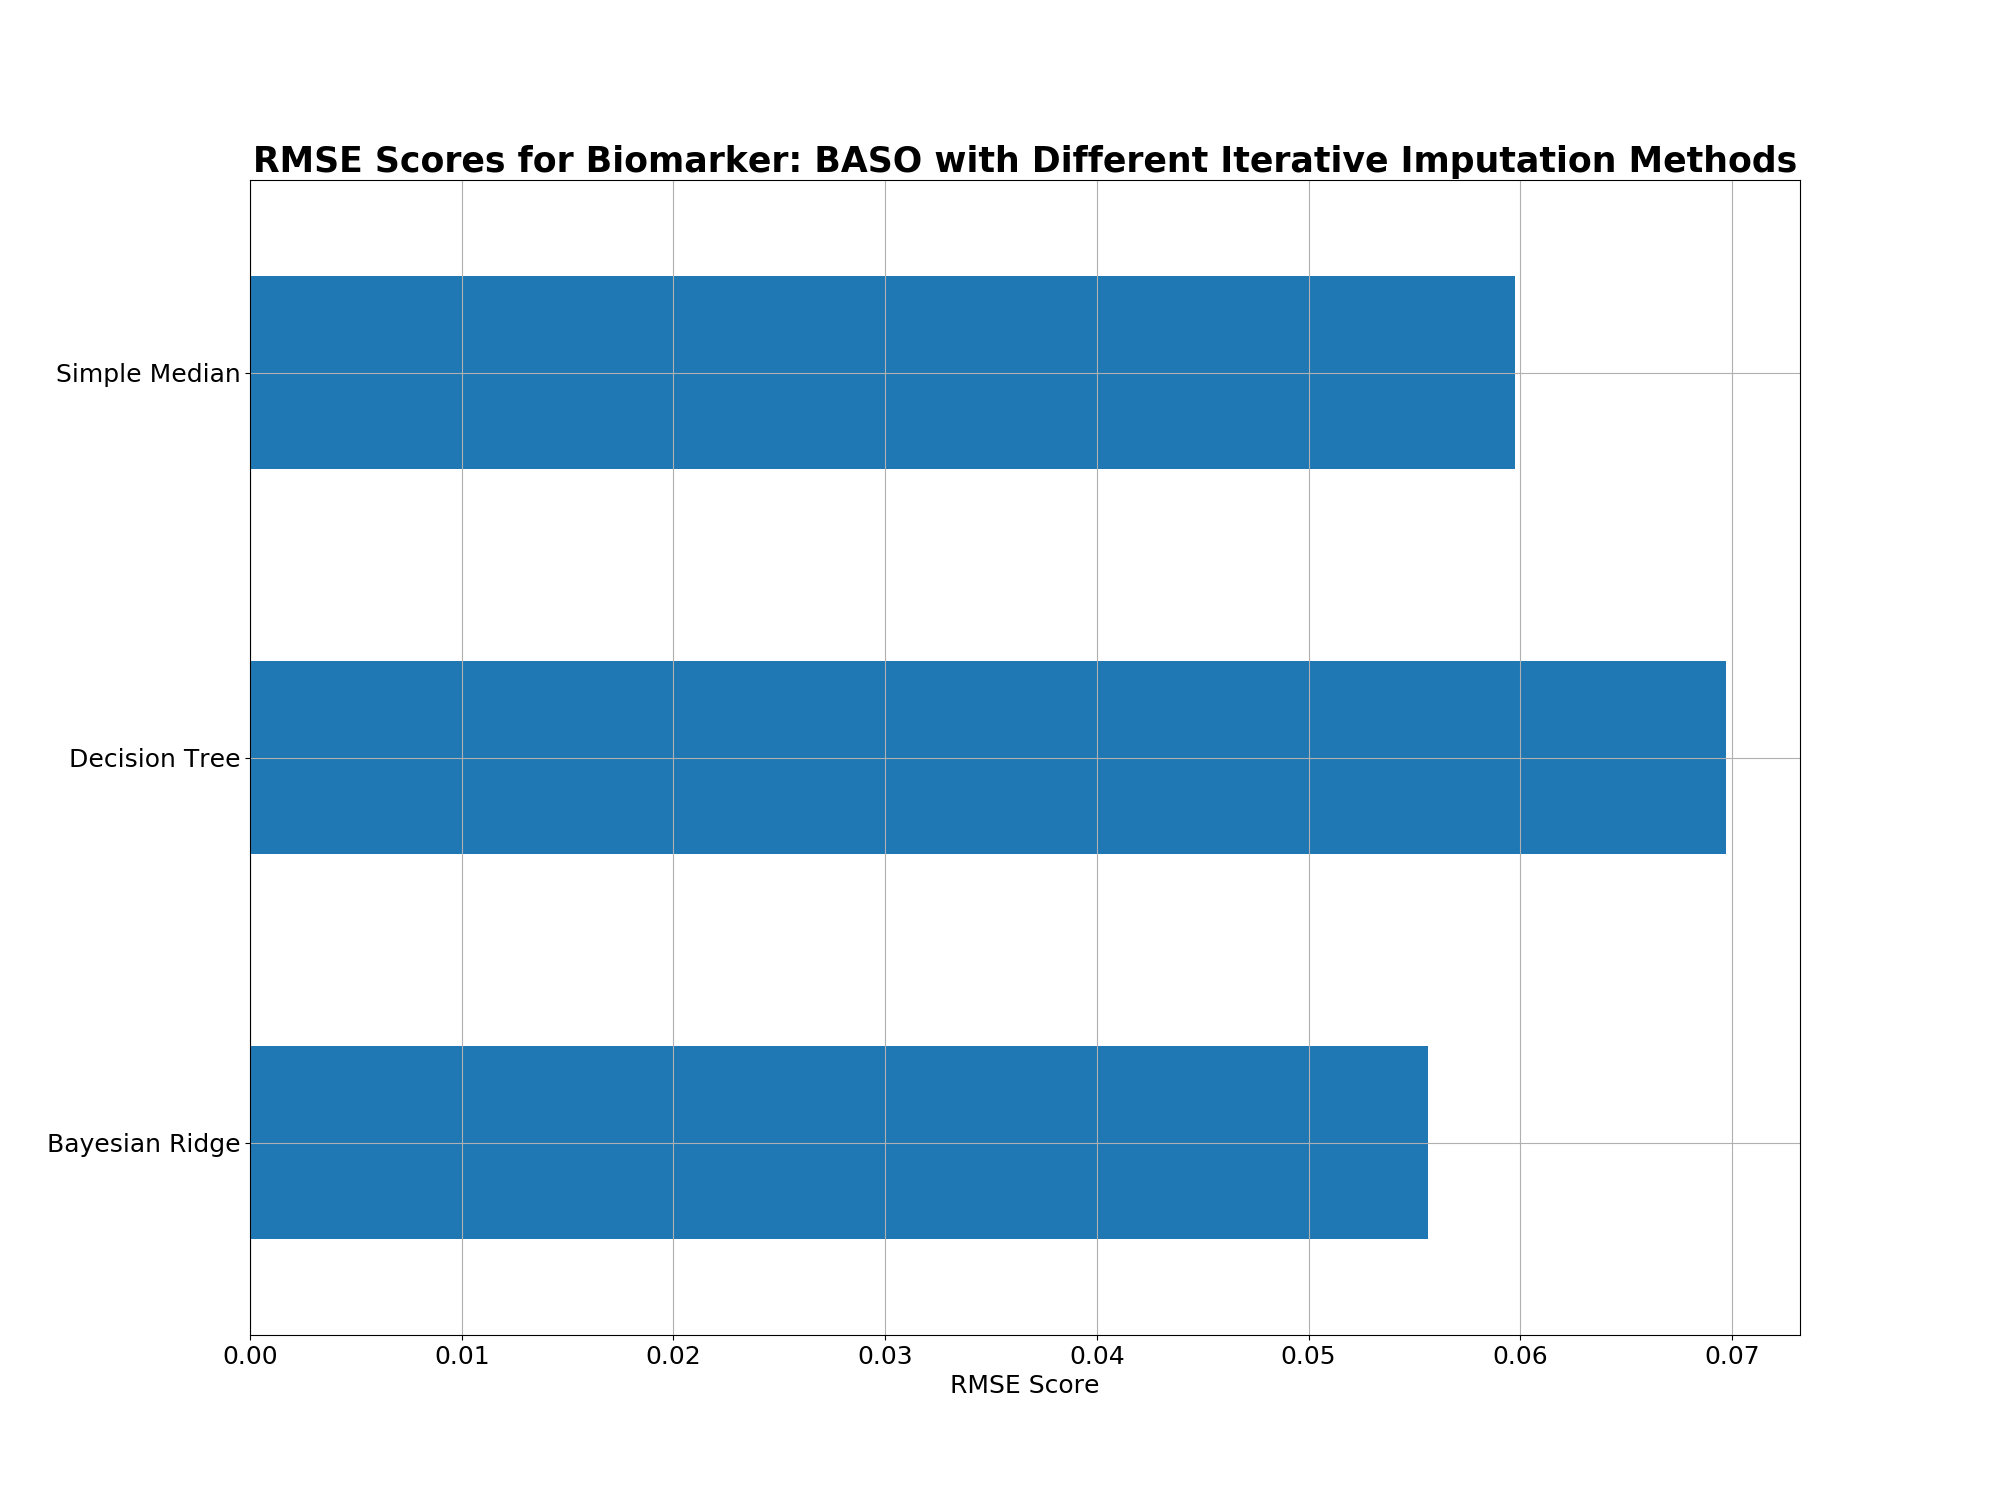 RMSE Scores for Biomarker: BASO with Different Iterative Imputation Methods
Simple Median
Decision Tree
Bayesian Ridge
0.00 0.01 0.02 0.03 0.04 0.05 0.06 0.07
RMSE Score